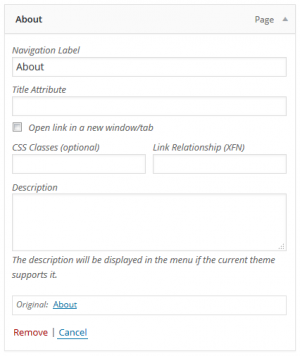 About Page
Navigation Label
About
Title Attribute
Open link in a new window/tab
CSS Classes (optional) Link Relationship (XFN)
Description
The description will be displayed in the menu if the current theme
supports it.
Original: About
Remove | Cancel